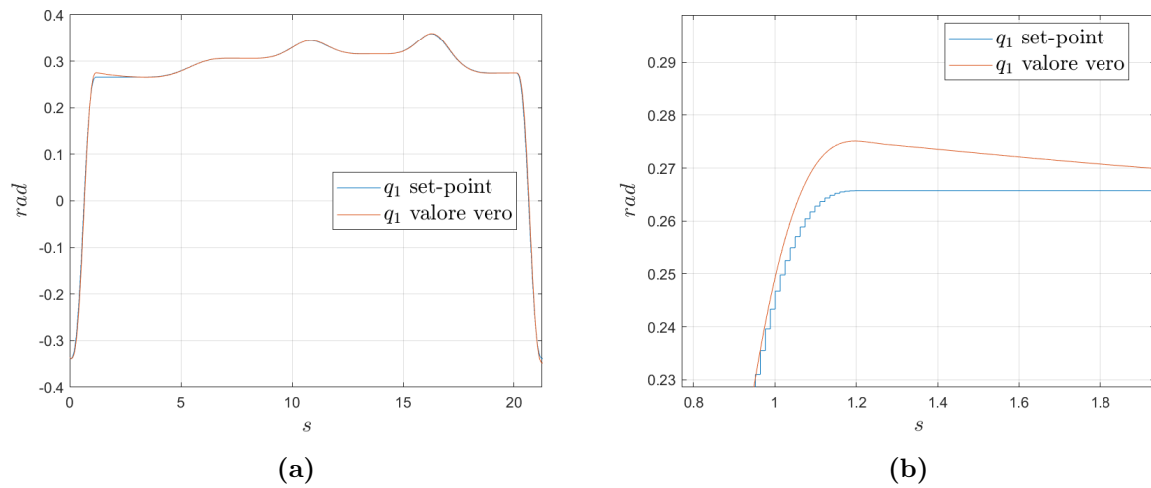 0.4
0.3
0.2
0.1
0
-0.1
-0.2
-0.3
-0.4
rad
0
5
10
15
20
s
q₁ set-point
q₁ valore vero
(a)
0.29
0.28
0.27
0.26
0.25
0.24
0.23
rad
0.8
1
1.2
1.4
1.6
1.8
s
q₁ set-point
q₁ valore vero
(b)